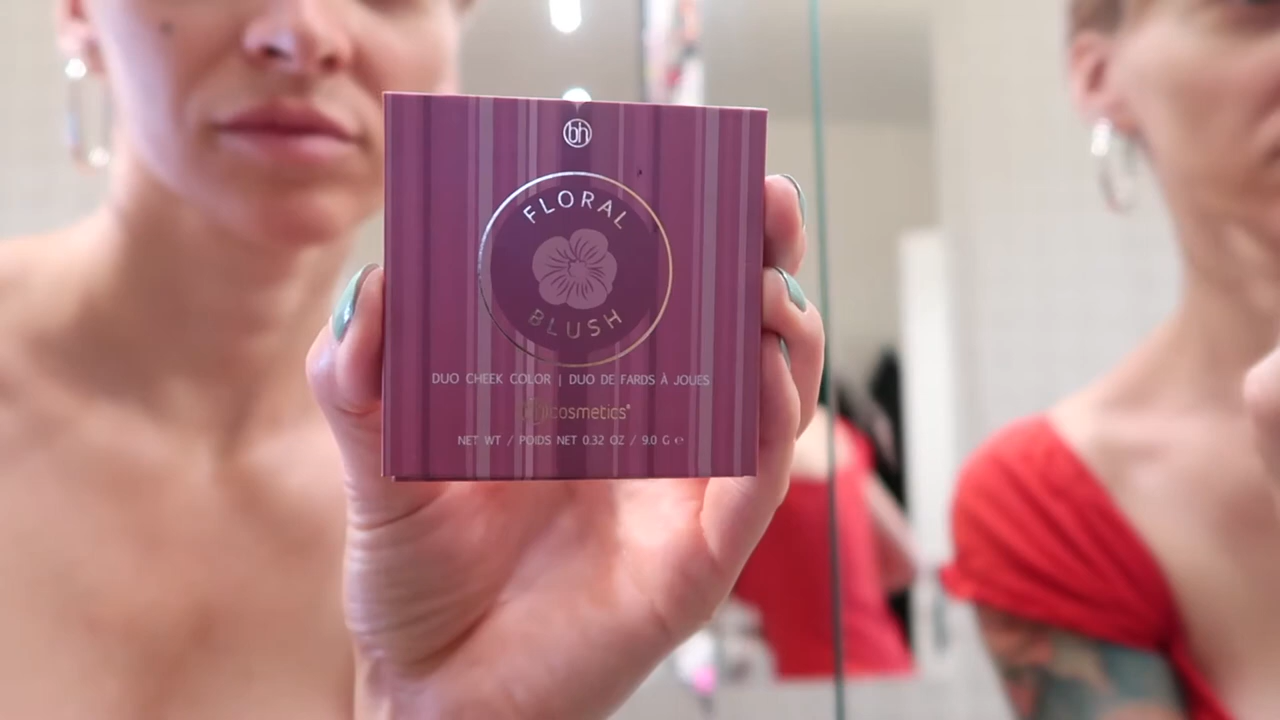 bh
FLORAL
BLUSH
DUO CHEEK COLOR | DUO DE FARDS À JOUES
bh cosmetics®
NET WT / POIDS NET 0.32 OZ / 9.0 G ℮